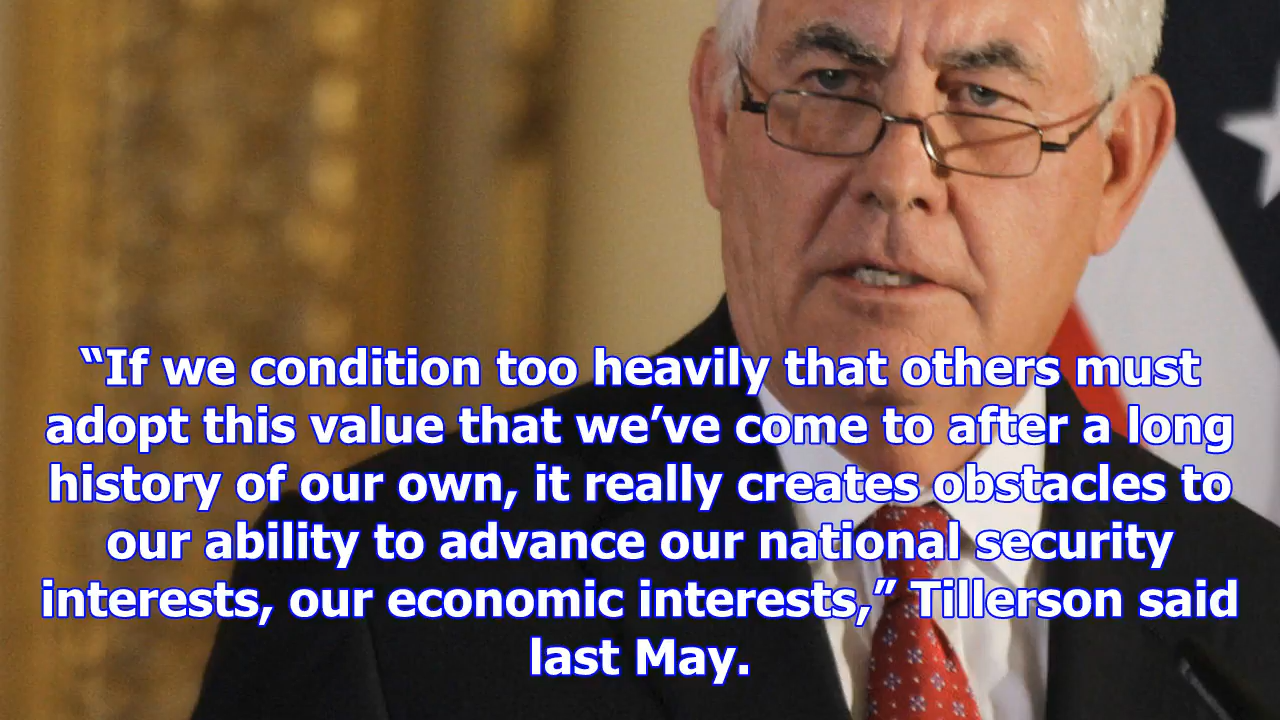 “If we condition too heavily that others must
adopt this value that we’ve come to after a long
history of our own, it really creates obstacles to
our ability to advance our national security
interests, our economic interests,” Tillerson said
last May.